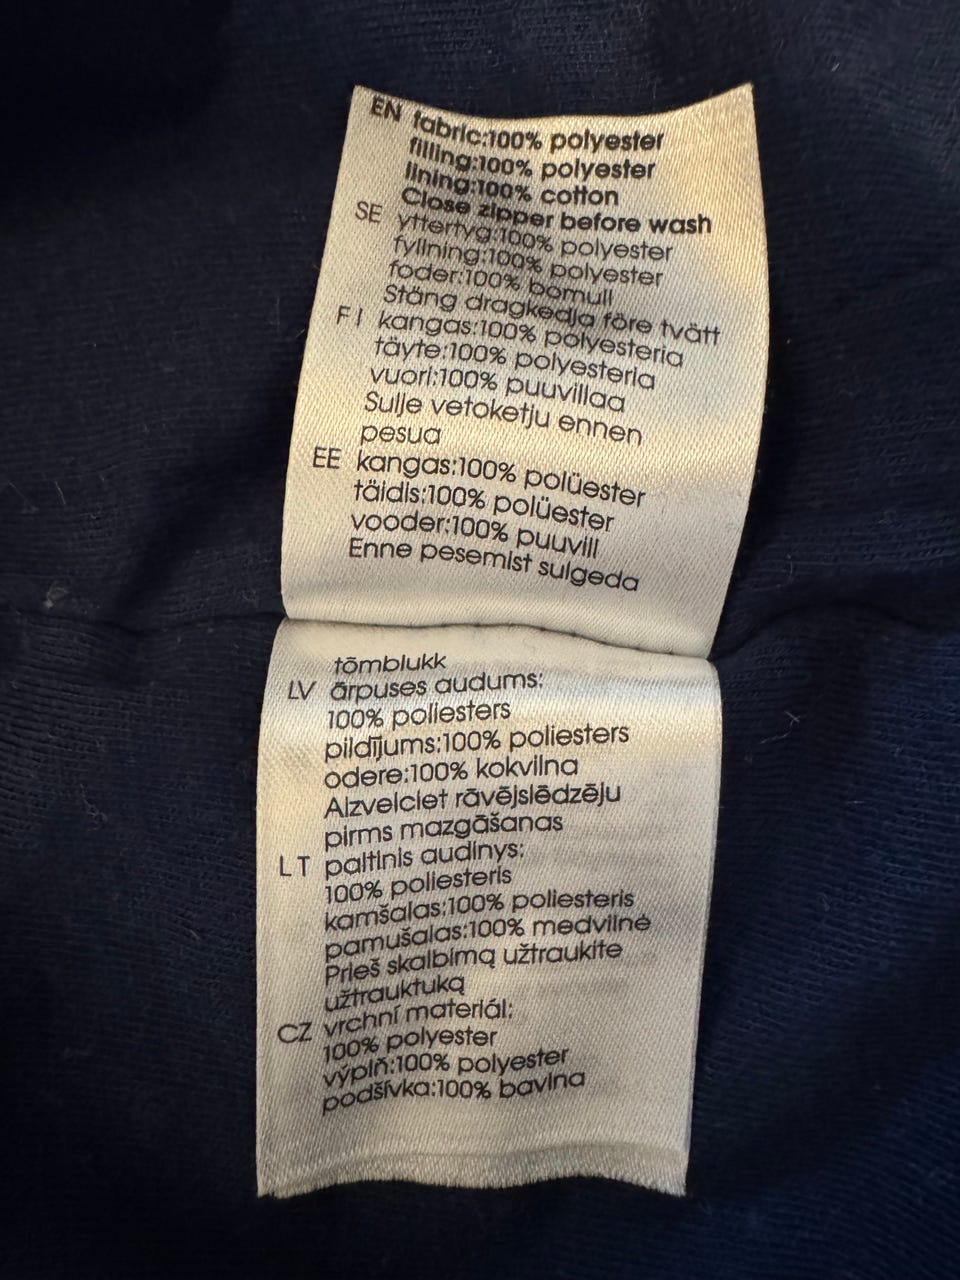 EN fabric:100% polyester
filling:100% polyester
lining:100% cotton
Close zipper before wash
SE yttertyg:100% polyester
fyllning:100% polyester
foder:100% bomull
Stäng dragkedja före tvätt
FI kangas:100% polyesteria
täyte:100% polyesteria
vuori:100% puuvillaa
Sulje vetoketju ennen
pesua
EE kangas:100% polüester
täidis:100% polüester
vooder:100% puuvill
Enne pesemist sulgeda
tõmblukk
LV ārpuses audums:
100% poliesters
pildījums:100% poliesters
odere:100% kokvilna
Aizvelciet rāvējslēdzēju
pirms mazgāšanas
LT paltinis audinys:
100% poliesteris
kamšalas:100% poliesteris
pamušalas:100% medvilnė
Prieš skalbimą užtraukite
užtrauktuką
CZ vrchní materiál:
100% polyester
výplň:100% polyester
podšívka:100% bavlna